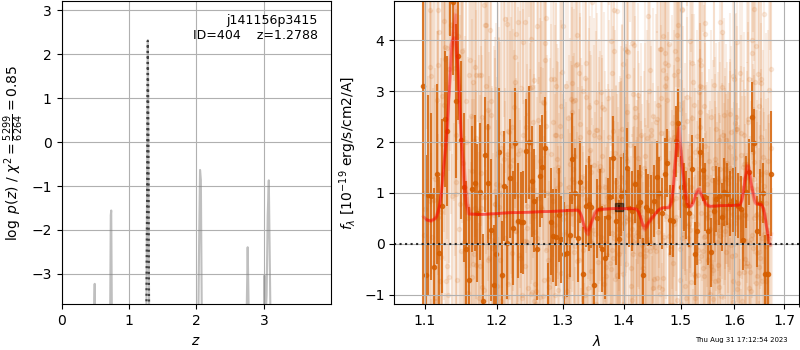 j141156p3415
ID=404 z=1.2788
log p(z) / χ² = 5299/6264 = 0.85
3
2
1
0
−1
−2
−3
0 1 2 3
z
fλ [10⁻¹⁹ erg/s/cm2/A]
4
3
2
1
0
−1
1.1 1.2 1.3 1.4 1.5 1.6 1.7
λ
Thu Aug 31 17:12:54 2023